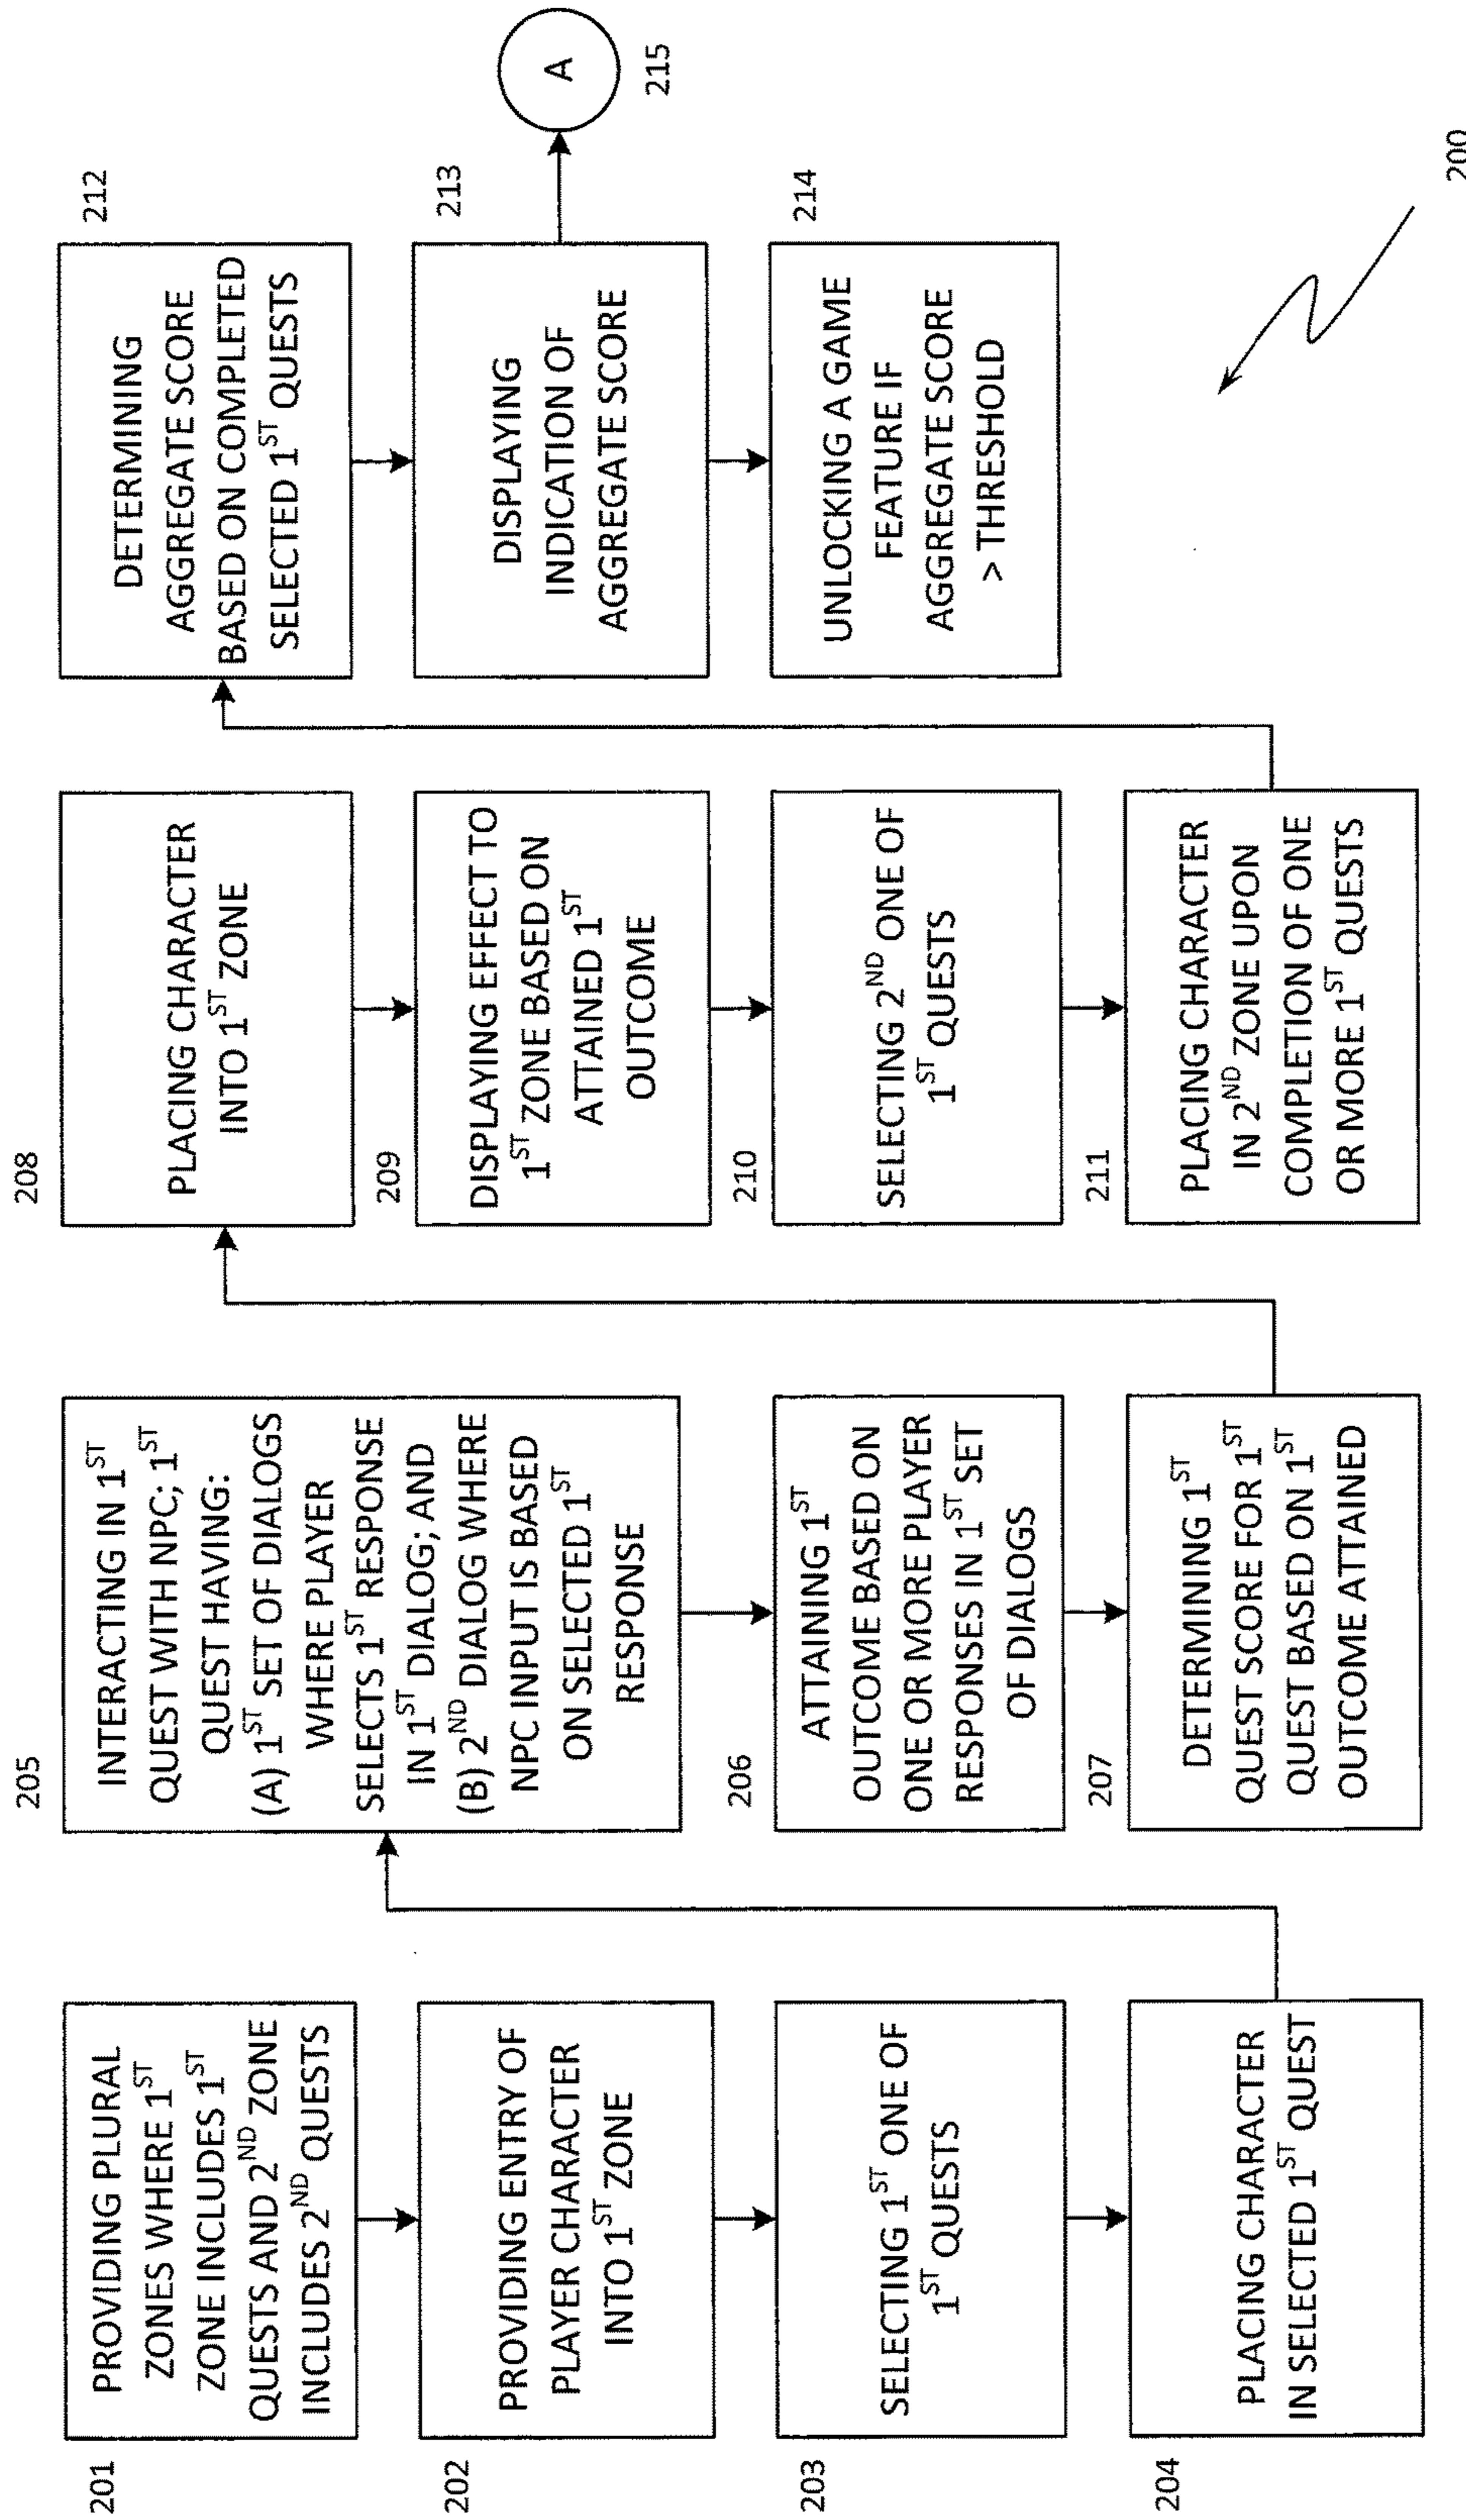 201
PROVIDING PLURAL
ZONES WHERE 1ST
ZONE INCLUDES 1ST
QUESTS AND 2ND ZONE
INCLUDES 2ND QUESTS
202
PROVIDING ENTRY OF
PLAYER CHARACTER
INTO 1ST ZONE
203
SELECTING 1ST ONE OF
1ST QUESTS
204
PLACING CHARACTER
IN SELECTED 1ST QUEST
205
INTERACTING IN 1ST
QUEST WITH NPC; 1ST
QUEST HAVING:
(A) 1ST SET OF DIALOGS
WHERE PLAYER
SELECTS 1ST RESPONSE
IN 1ST DIALOG; AND
(B) 2ND DIALOG WHERE
NPC INPUT IS BASED
ON SELECTED 1ST
RESPONSE
206
ATTAINING 1ST
OUTCOME BASED ON
ONE OR MORE PLAYER
RESPONSES IN 1ST SET
OF DIALOGS
207
DETERMINING 1ST
QUEST SCORE FOR 1ST
QUEST BASED ON 1ST
OUTCOME ATTAINED
208
PLACING CHARACTER
INTO 1ST ZONE
209
DISPLAYING EFFECT TO
1ST ZONE BASED ON
ATTAINED 1ST
OUTCOME
210
SELECTING 2ND ONE OF
1ST QUESTS
211
PLACING CHARACTER
IN 2ND ZONE UPON
COMPLETION OF ONE
OR MORE 1ST QUESTS
212
DETERMINING
AGGREGATE SCORE
BASED ON COMPLETED
SELECTED 1ST QUESTS
213
DISPLAYING
INDICATION OF
AGGREGATE SCORE
214
UNLOCKING A GAME
FEATURE IF
AGGREGATE SCORE
> THRESHOLD
A
215
200